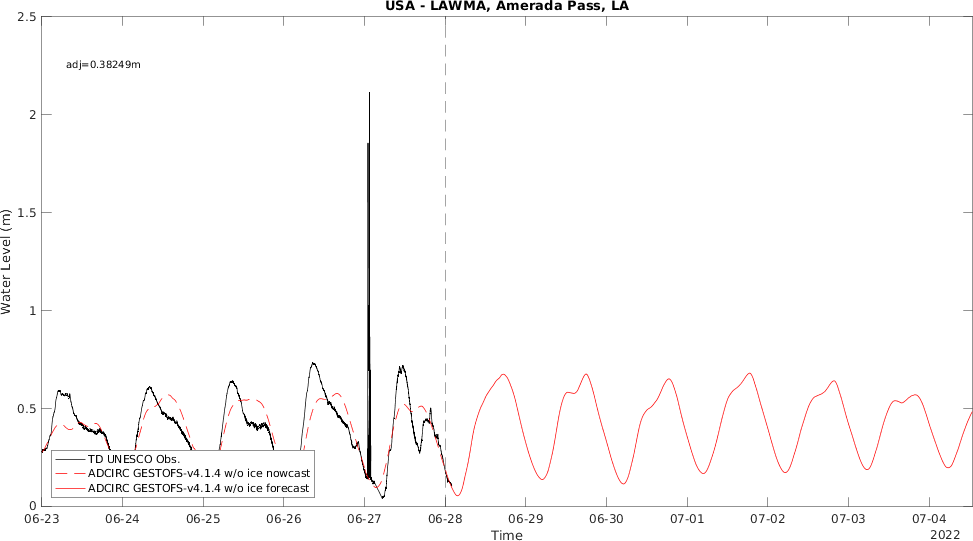 USA - LAWMA, Amerada Pass, LA
adj=0.38249m
2.5
2
1.5
1
0.5
0
Water Level (m)
TD UNESCO Obs.
ADCIRC GESTOFS-v4.1.4 w/o ice nowcast
ADCIRC GESTOFS-v4.1.4 w/o ice forecast
06-23 06-24 06-25 06-26 06-27 06-28 06-29 06-30 07-01 07-02 07-03 07-04
Time
2022